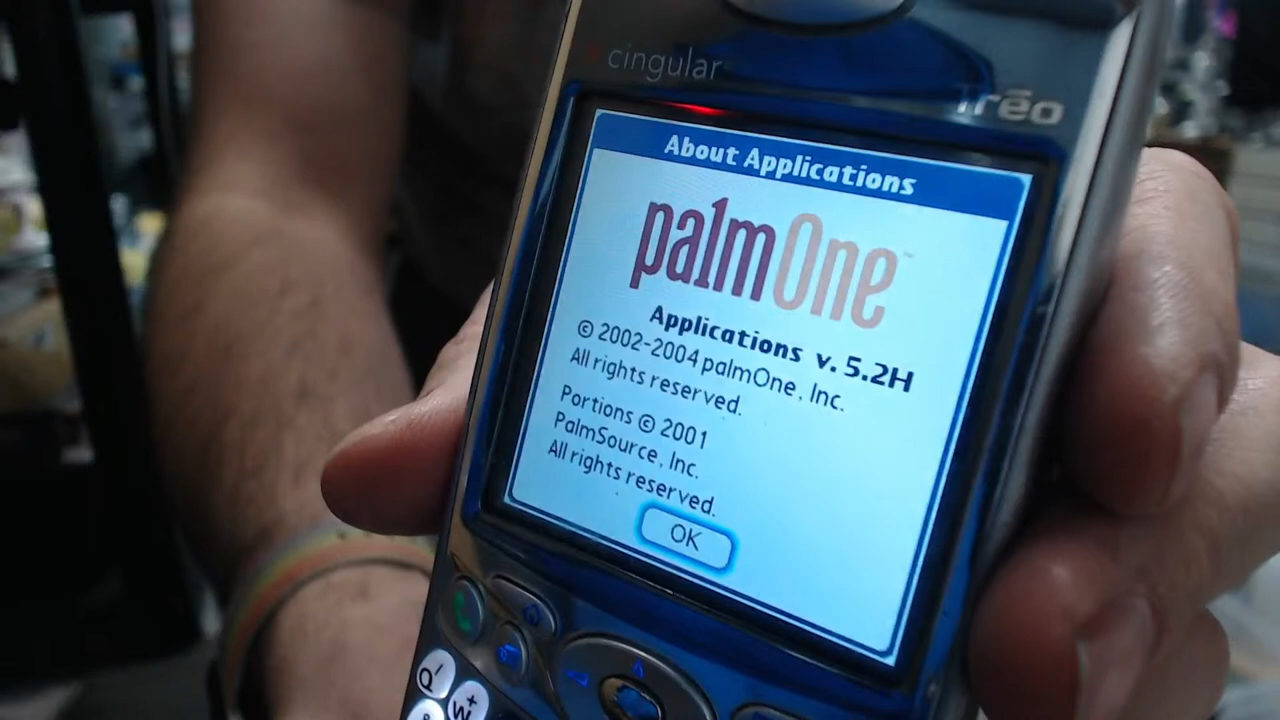 cingular
Treo
About Applications
palmOne™
Applications v. 5.2H
© 2002-2004 palmOne, Inc.
All rights reserved.
Portions © 2001
PalmSource, Inc.
All rights reserved.
OK
Q /
W +